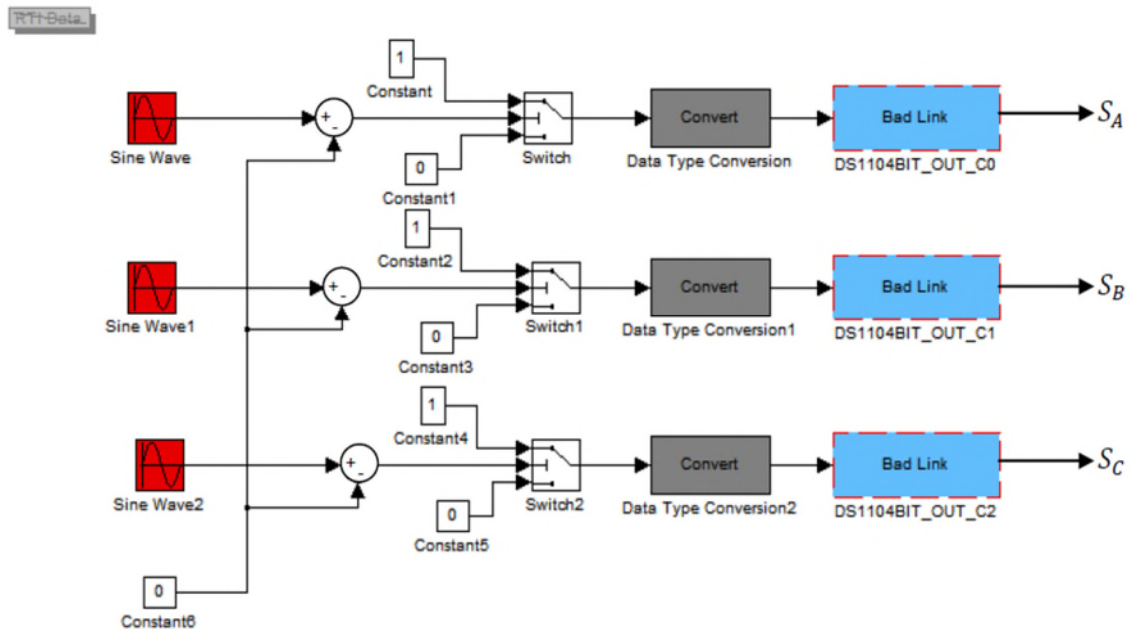 RTI Data
1
Constant
Sine Wave
+
-
0
Constant1
Switch
Convert
Data Type Conversion
Bad Link
DS1104BIT_OUT_C0
S_A
1
Constant2
Sine Wave1
+
-
0
Constant3
Switch1
Convert
Data Type Conversion1
Bad Link
DS1104BIT_OUT_C1
S_B
1
Constant4
Sine Wave2
+
-
0
Constant5
Switch2
Convert
Data Type Conversion2
Bad Link
DS1104BIT_OUT_C2
S_C
0
Constant6